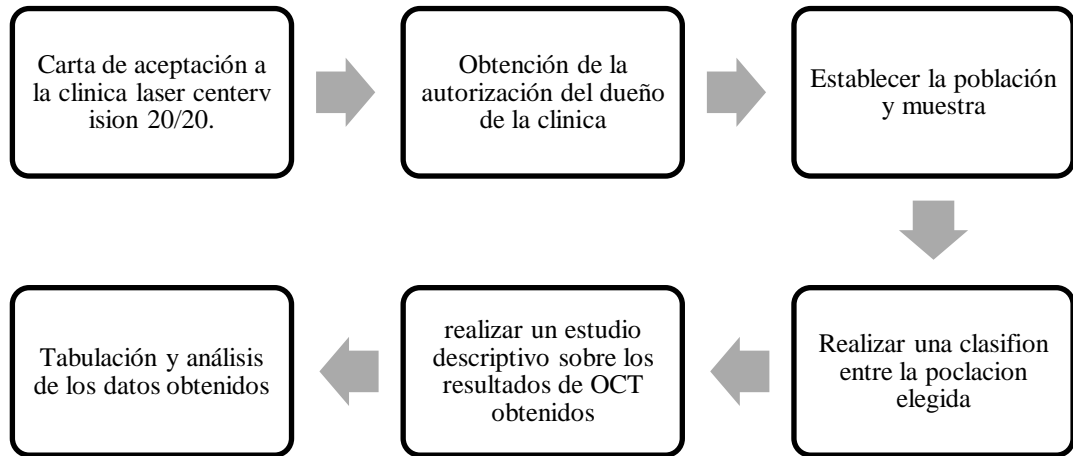 Carta de aceptación a
la clinica laser centerv
ision 20/20.
Obtención de la
autorización del dueño
de la clinica
Establecer la población
y muestra
Realizar una clasifion
entre la poclacion
elegida
realizar un estudio
descriptivo sobre los
resultados de OCT
obtenidos
Tabulación y análisis
de los datos obtenidos